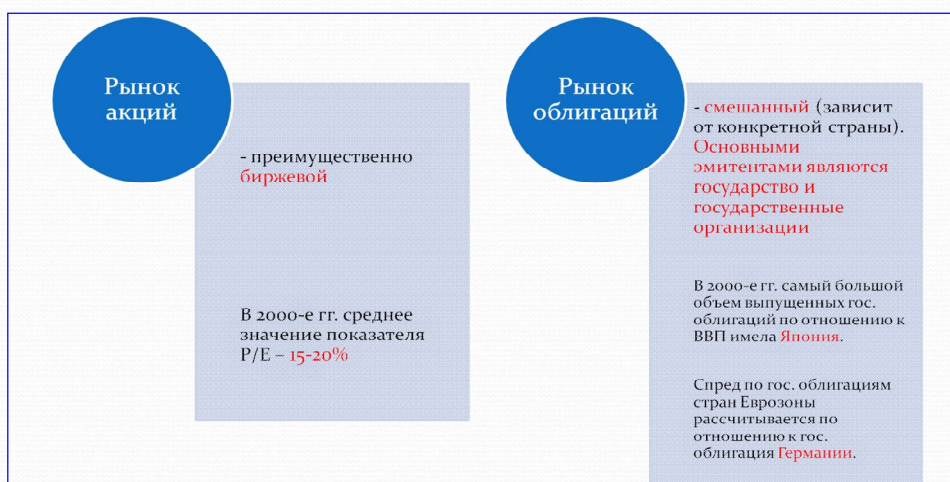 Рынок
акций
- преимущественно
биржевой
В 2000-е гг. среднее
значение показателя
P/E – 15-20%
Рынок
облигаций
- смешанный (зависит
от конкретной страны).
Основными
эмитентами являются
государство и
государственные
организации
В 2000-е гг. самый большой
объем выпущенных гос.
облигаций по отношению к
ВВП имела Япония.
Спред по гос. облигациям
стран Еврозоны
рассчитывается по
отношению к гос.
облигация Германии.